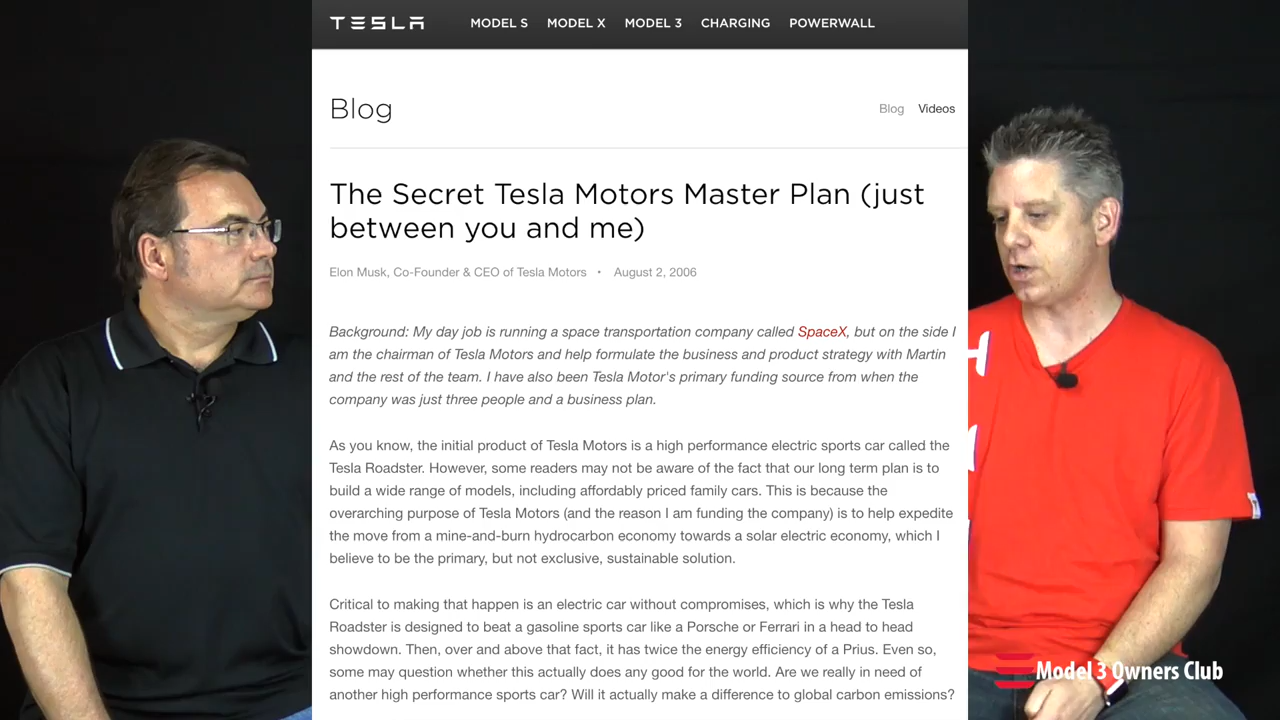 TESLA MODEL S MODEL X MODEL 3 CHARGING POWERWALL
Blog
Blog Videos
The Secret Tesla Motors Master Plan (just
between you and me)
Elon Musk, Co-Founder & CEO of Tesla Motors • August 2, 2006
Background: My day job is running a space transportation company called SpaceX, but on the side I
am the chairman of Tesla Motors and help formulate the business and product strategy with Martin
and the rest of the team. I have also been Tesla Motor's primary funding source from when the
company was just three people and a business plan.
As you know, the initial product of Tesla Motors is a high performance electric sports car called the
Tesla Roadster. However, some readers may not be aware of the fact that our long term plan is to
build a wide range of models, including affordably priced family cars. This is because the
overarching purpose of Tesla Motors (and the reason I am funding the company) is to help expedite
the move from a mine-and-burn hydrocarbon economy towards a solar electric economy, which I
believe to be the primary, but not exclusive, sustainable solution.
Critical to making that happen is an electric car without compromises, which is why the Tesla
Roadster is designed to beat a gasoline sports car like a Porsche or Ferrari in a head to head
showdown. Then, over and above that fact, it has twice the energy efficiency of a Prius. Even so,
some may question whether this actually does any good for the world. Are we really in need of
another high performance sports car? Will it actually make a difference to global carbon emissions?
Model 3 Owners Club